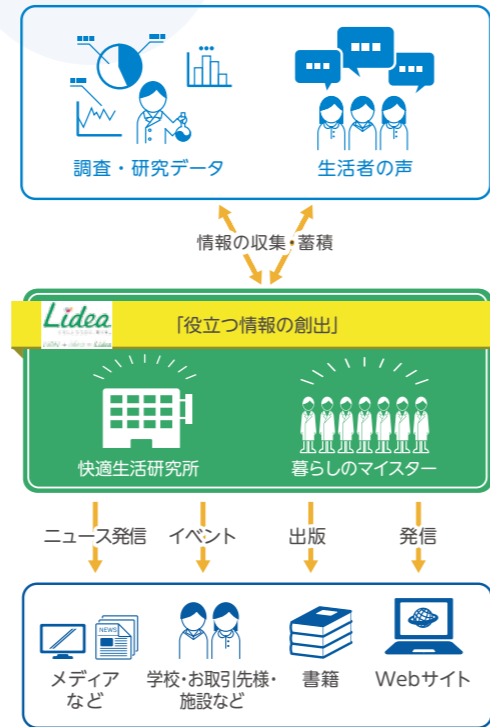 調査・研究データ
生活者の声
情報の収集・蓄積
Lidea
LION + Idea = Lidea
「役立つ情報の創出」
快適生活研究所
暮らしのマイスター
ニュース発信
イベント
出版
発信
NEWS
メディア
など
学校・お取引先様・
施設など
書籍
Webサイト